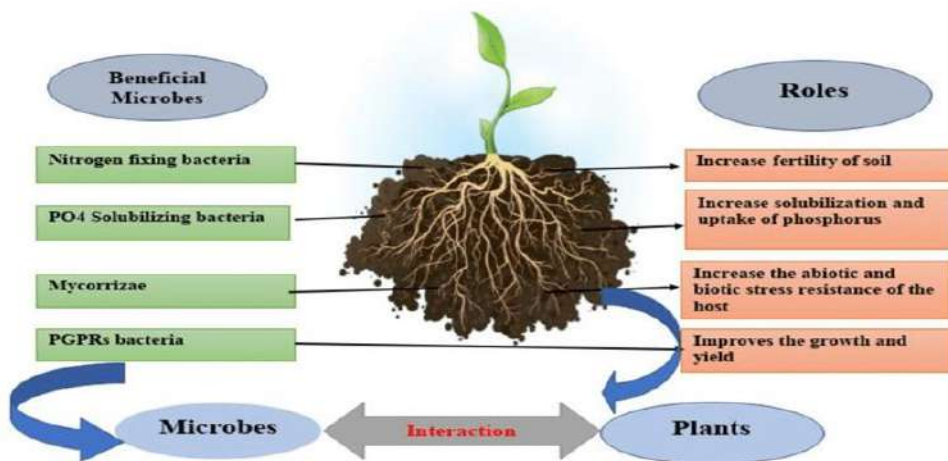 Beneficial
Microbes
Roles
Nitrogen fixing bacteria
Increase fertility of soil
PO4 Solubilizing bacteria
Increase solubilization and
uptake of phosphorus
Mycorrizae
Increase the abiotic and
biotic stress resistance of the
host
PGPRs bacteria
Improves the growth and
yield
Microbes
Interaction
Plants